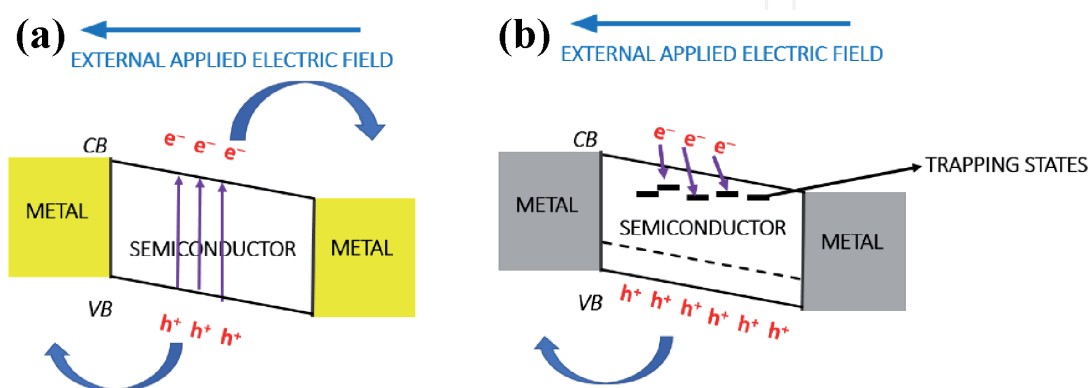 (a)
EXTERNAL APPLIED ELECTRIC FIELD
CB
e⁻ e⁻ e⁻
METAL
SEMICONDUCTOR
METAL
VB
h⁺ h⁺ h⁺
(b)
EXTERNAL APPLIED ELECTRIC FIELD
CB
e⁻ e⁻ e⁻
TRAPPING STATES
METAL
SEMICONDUCTOR
METAL
VB
h⁺ h⁺ h⁺ h⁺ h⁺ h⁺